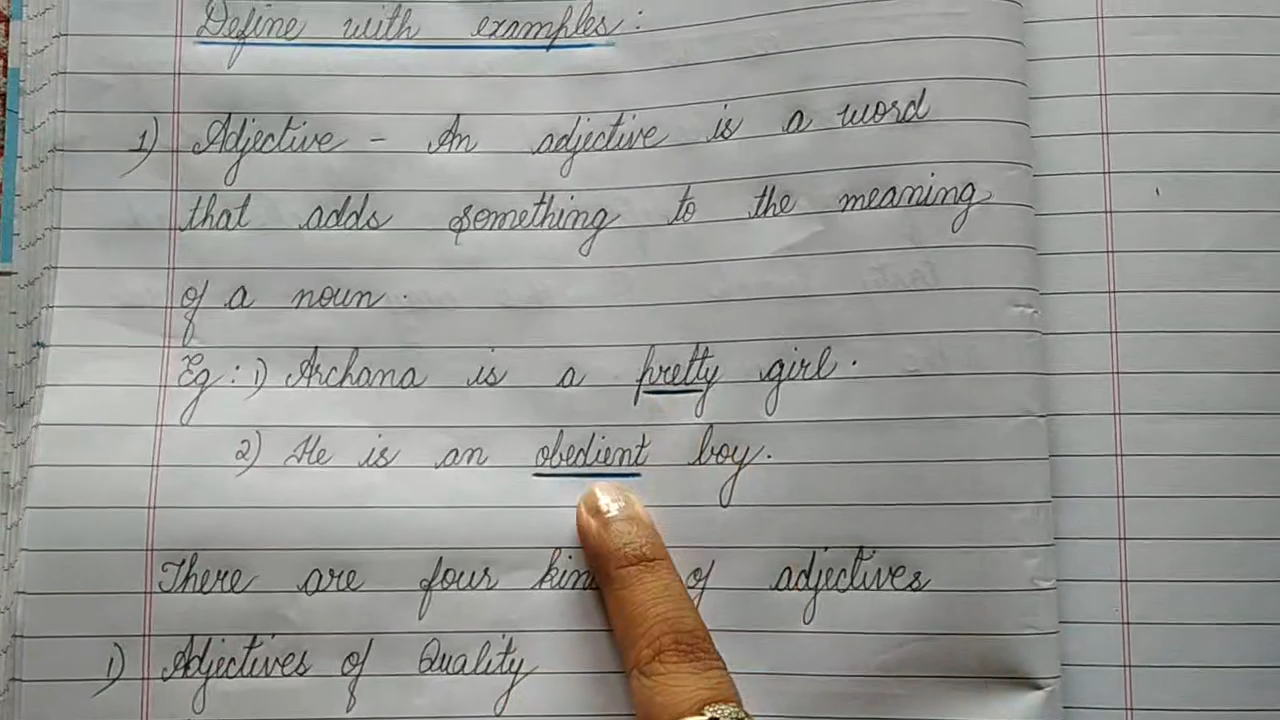 Define with examples:
1) Adjective - An adjective is a word
that adds something to the meaning
of a noun.
Eg: 1) Archana is a pretty girl.
2) He is an obedient boy.
There are four kin of adjectives
1) Adjectives of Quality